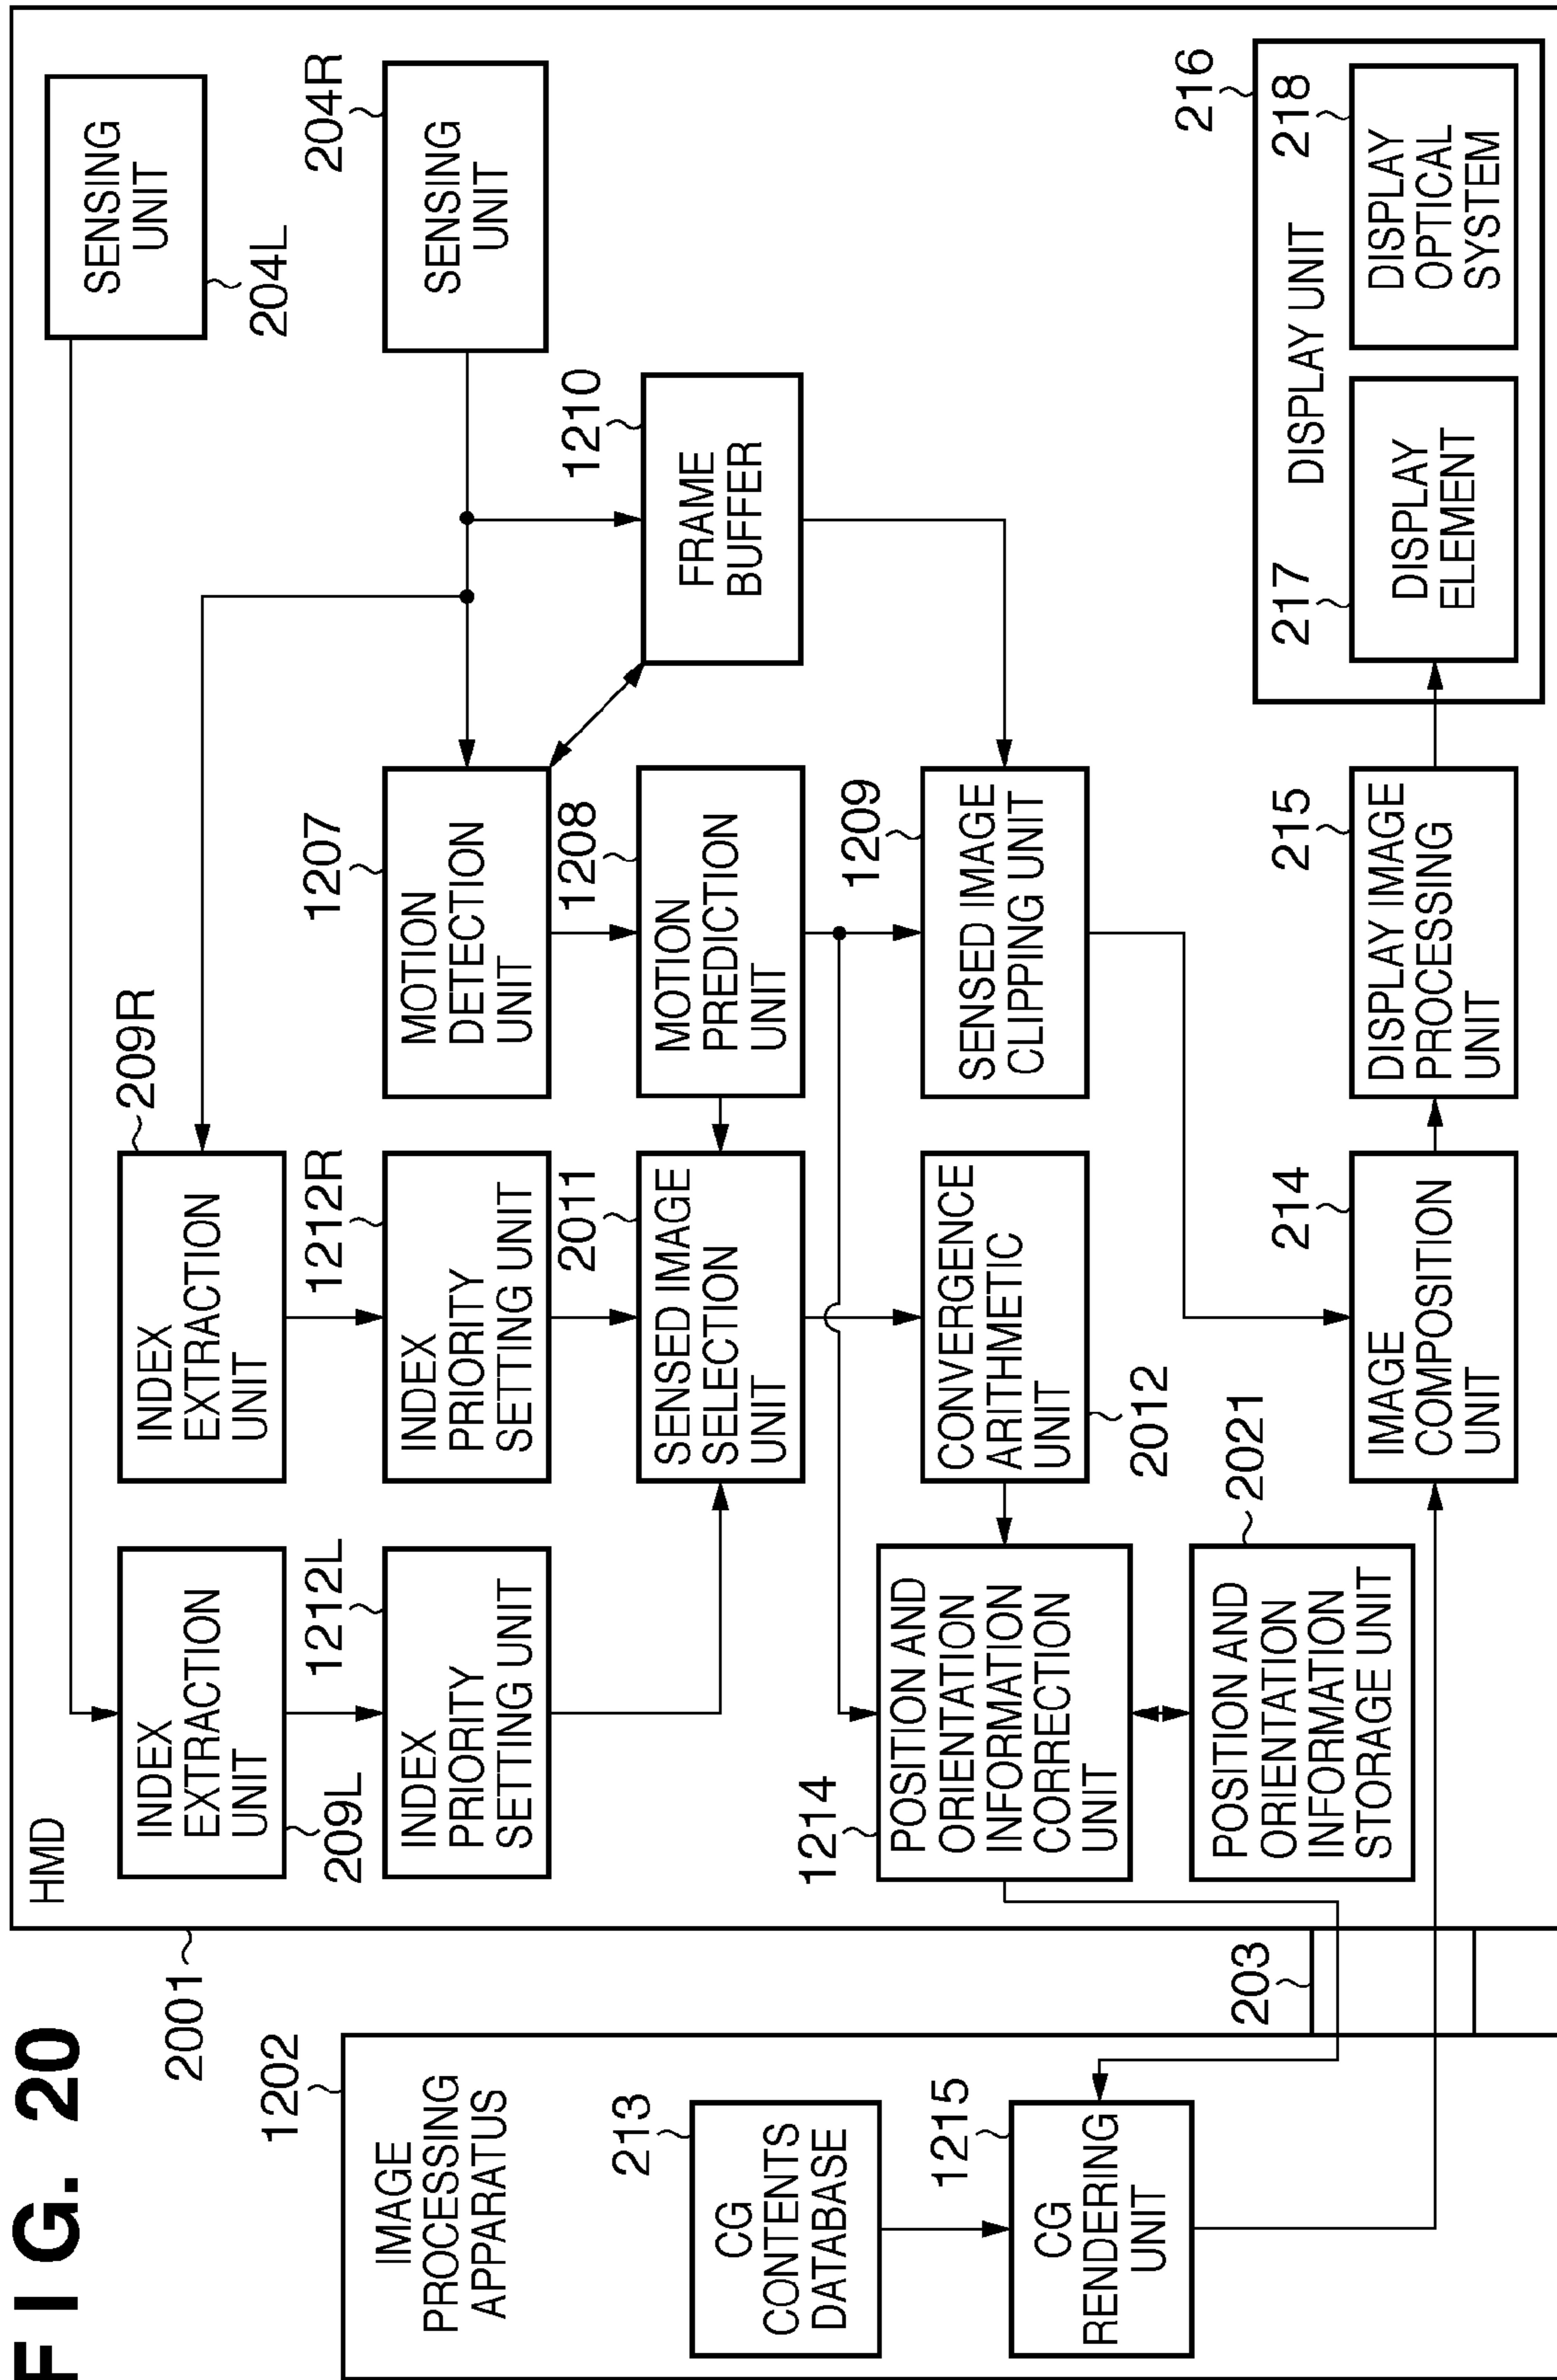 FIG. 20
2001
HMD
SENSING
UNIT
204L
SENSING
UNIT
204R
INDEX
EXTRACTION
UNIT
209L
INDEX
EXTRACTION
UNIT
209R
INDEX
PRIORITY
SETTING UNIT
1212L
INDEX
PRIORITY
SETTING UNIT
1212R
MOTION
DETECTION
UNIT
1207
FRAME
BUFFER
1210
SENSED IMAGE
SELECTION
UNIT
2011
MOTION
PREDICTION
UNIT
1208
POSITION AND
ORIENTATION
INFORMATION
CORRECTION
UNIT
1214
CONVERGENCE
ARITHMETIC
UNIT
2012
SENSED IMAGE
CLIPPING UNIT
1209
POSITION AND
ORIENTATION
INFORMATION
STORAGE UNIT
2021
IMAGE
COMPOSITION
UNIT
214
DISPLAY IMAGE
PROCESSING
UNIT
215
DISPLAY UNIT
216
DISPLAY
ELEMENT
217
DISPLAY
OPTICAL
SYSTEM
218
203
1202
IMAGE
PROCESSING
APPARATUS
CG
CONTENTS
DATABASE
213
CG
RENDERING
UNIT
1215